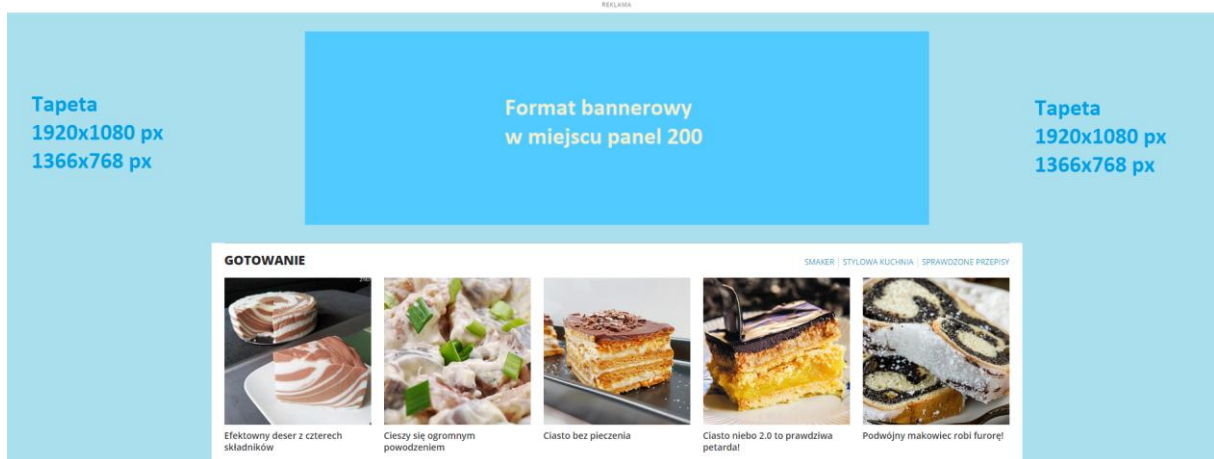 REKLAMA
Tapeta
1920x1080 px
1366x768 px
Format bannerowy
w miejscu panel 200
Tapeta
1920x1080 px
1366x768 px
GOTOWANIE
SMAKER | STYLOWA KUCHNIA | SPRAWDZONE PRZEPISY
Efektowny deser z czterech
składników
Cieszy się ogromnym
powodzeniem
Ciasto bez pieczenia
Ciasto niebo 2.0 to prawdziwa
petarda!
Podwójny makowiec robi furorę!